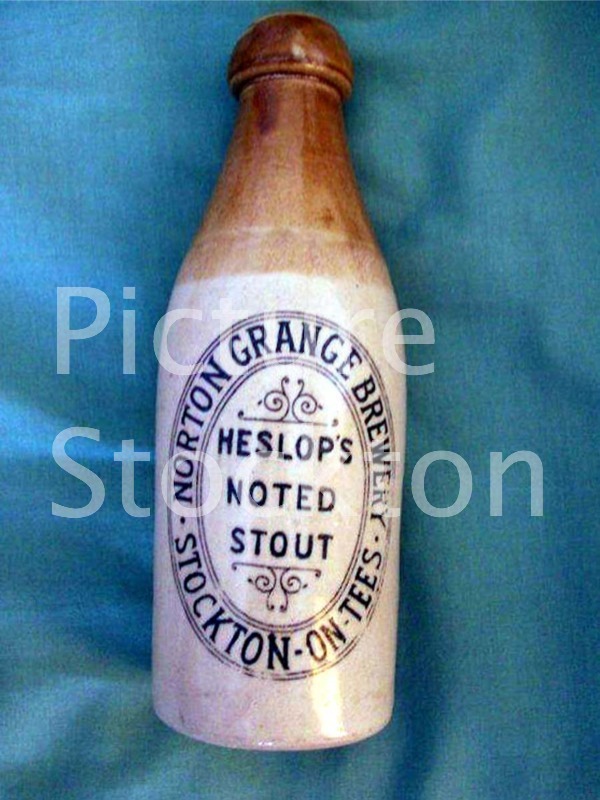 NORTON GRANGE BREWERY
HESLOP'S
NOTED
STOUT
· STOCKTON-ON-TEES ·
Picture
Stockton